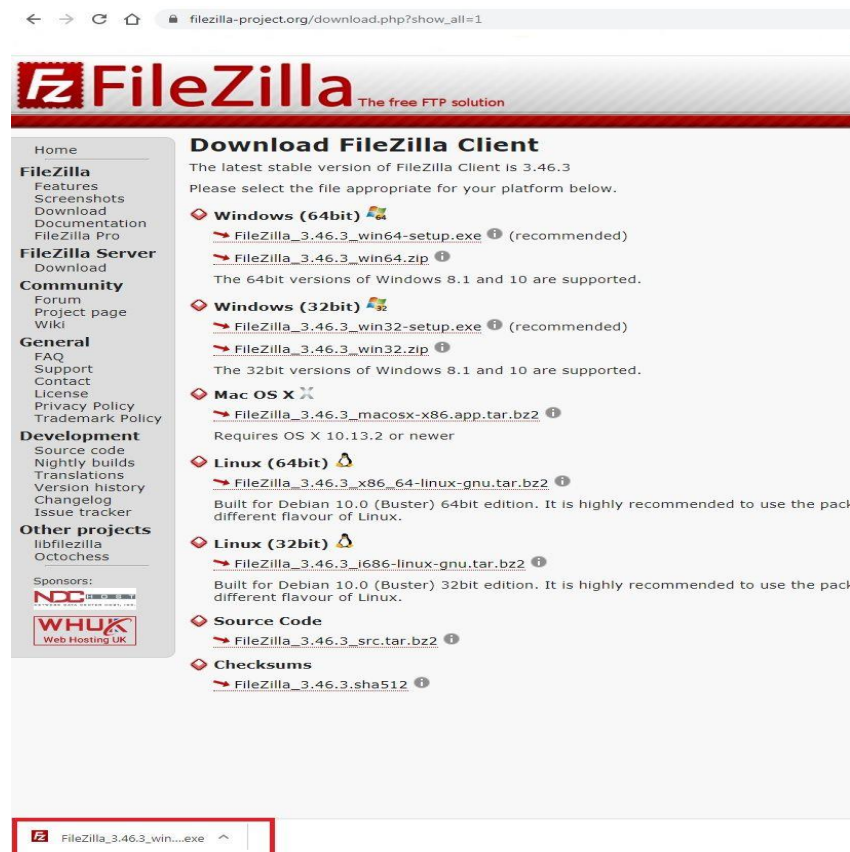 filezilla-project.org/download.php?show_all=1
Fz FileZilla The free FTP solution
Home
FileZilla
Features
Screenshots
Download
Documentation
FileZilla Pro
FileZilla Server
Download
Community
Forum
Project page
Wiki
General
FAQ
Support
Contact
License
Privacy Policy
Trademark Policy
Development
Source code
Nightly builds
Translations
Version history
Changelog
Issue tracker
Other projects
libfilezilla
Octochess
Sponsors:
NDC HOST
WHUK
Web Hosting UK
Download FileZilla Client
The latest stable version of FileZilla Client is 3.46.3
Please select the file appropriate for your platform below.
Windows (64bit) 64
FileZilla_3.46.3_win64-setup.exe i (recommended)
FileZilla_3.46.3_win64.zip i
The 64bit versions of Windows 8.1 and 10 are supported.
Windows (32bit) 32
FileZilla_3.46.3_win32-setup.exe i (recommended)
FileZilla_3.46.3_win32.zip i
The 32bit versions of Windows 8.1 and 10 are supported.
Mac OS X
FileZilla_3.46.3_macosx-x86.app.tar.bz2 i
Requires OS X 10.13.2 or newer
Linux (64bit)
FileZilla_3.46.3_x86_64-linux-gnu.tar.bz2 i
Built for Debian 10.0 (Buster) 64bit edition. It is highly recommended to use the pack
different flavour of Linux.
Linux (32bit)
FileZilla_3.46.3_i686-linux-gnu.tar.bz2 i
Built for Debian 10.0 (Buster) 32bit edition. It is highly recommended to use the pack
different flavour of Linux.
Source Code
FileZilla_3.46.3_src.tar.bz2 i
Checksums
FileZilla_3.46.3.sha512 i
Fz FileZilla_3.46.3_win....exe